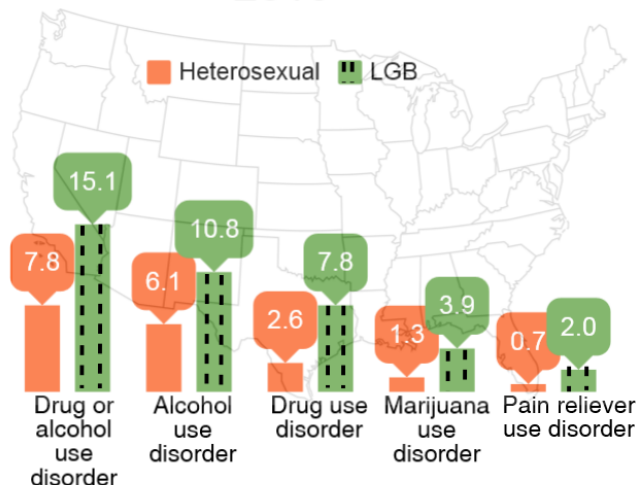 Heterosexual LGB
15.1
7.8
10.8
6.1
7.8
2.6
3.9
1.3
2.0
0.7
Drug or
alcohol
use
disorder
Alcohol
use
disorder
Drug use
disorder
Marijuana
use
disorder
Pain reliever
use disorder